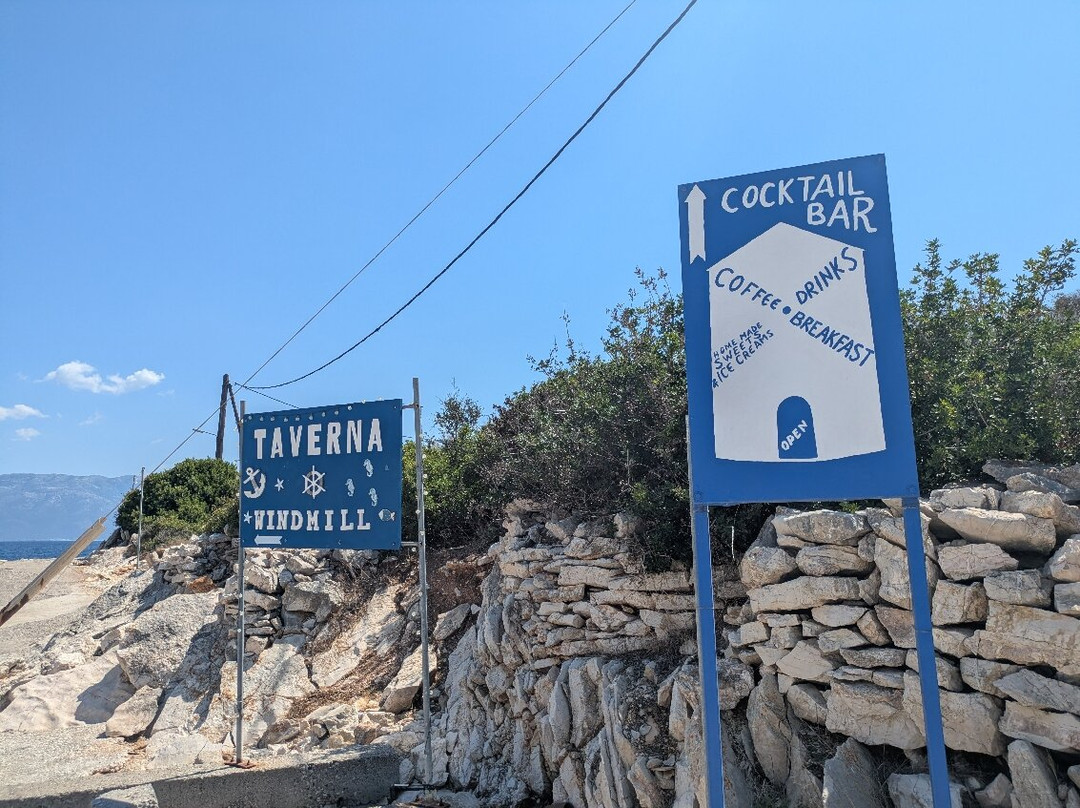 TAVERNA
WINDMILL
COCKTAIL
BAR
COFFEE • DRINKS
BREAKFAST
HOME MADE
SWEETS
& ICE CREAMS
OPEN